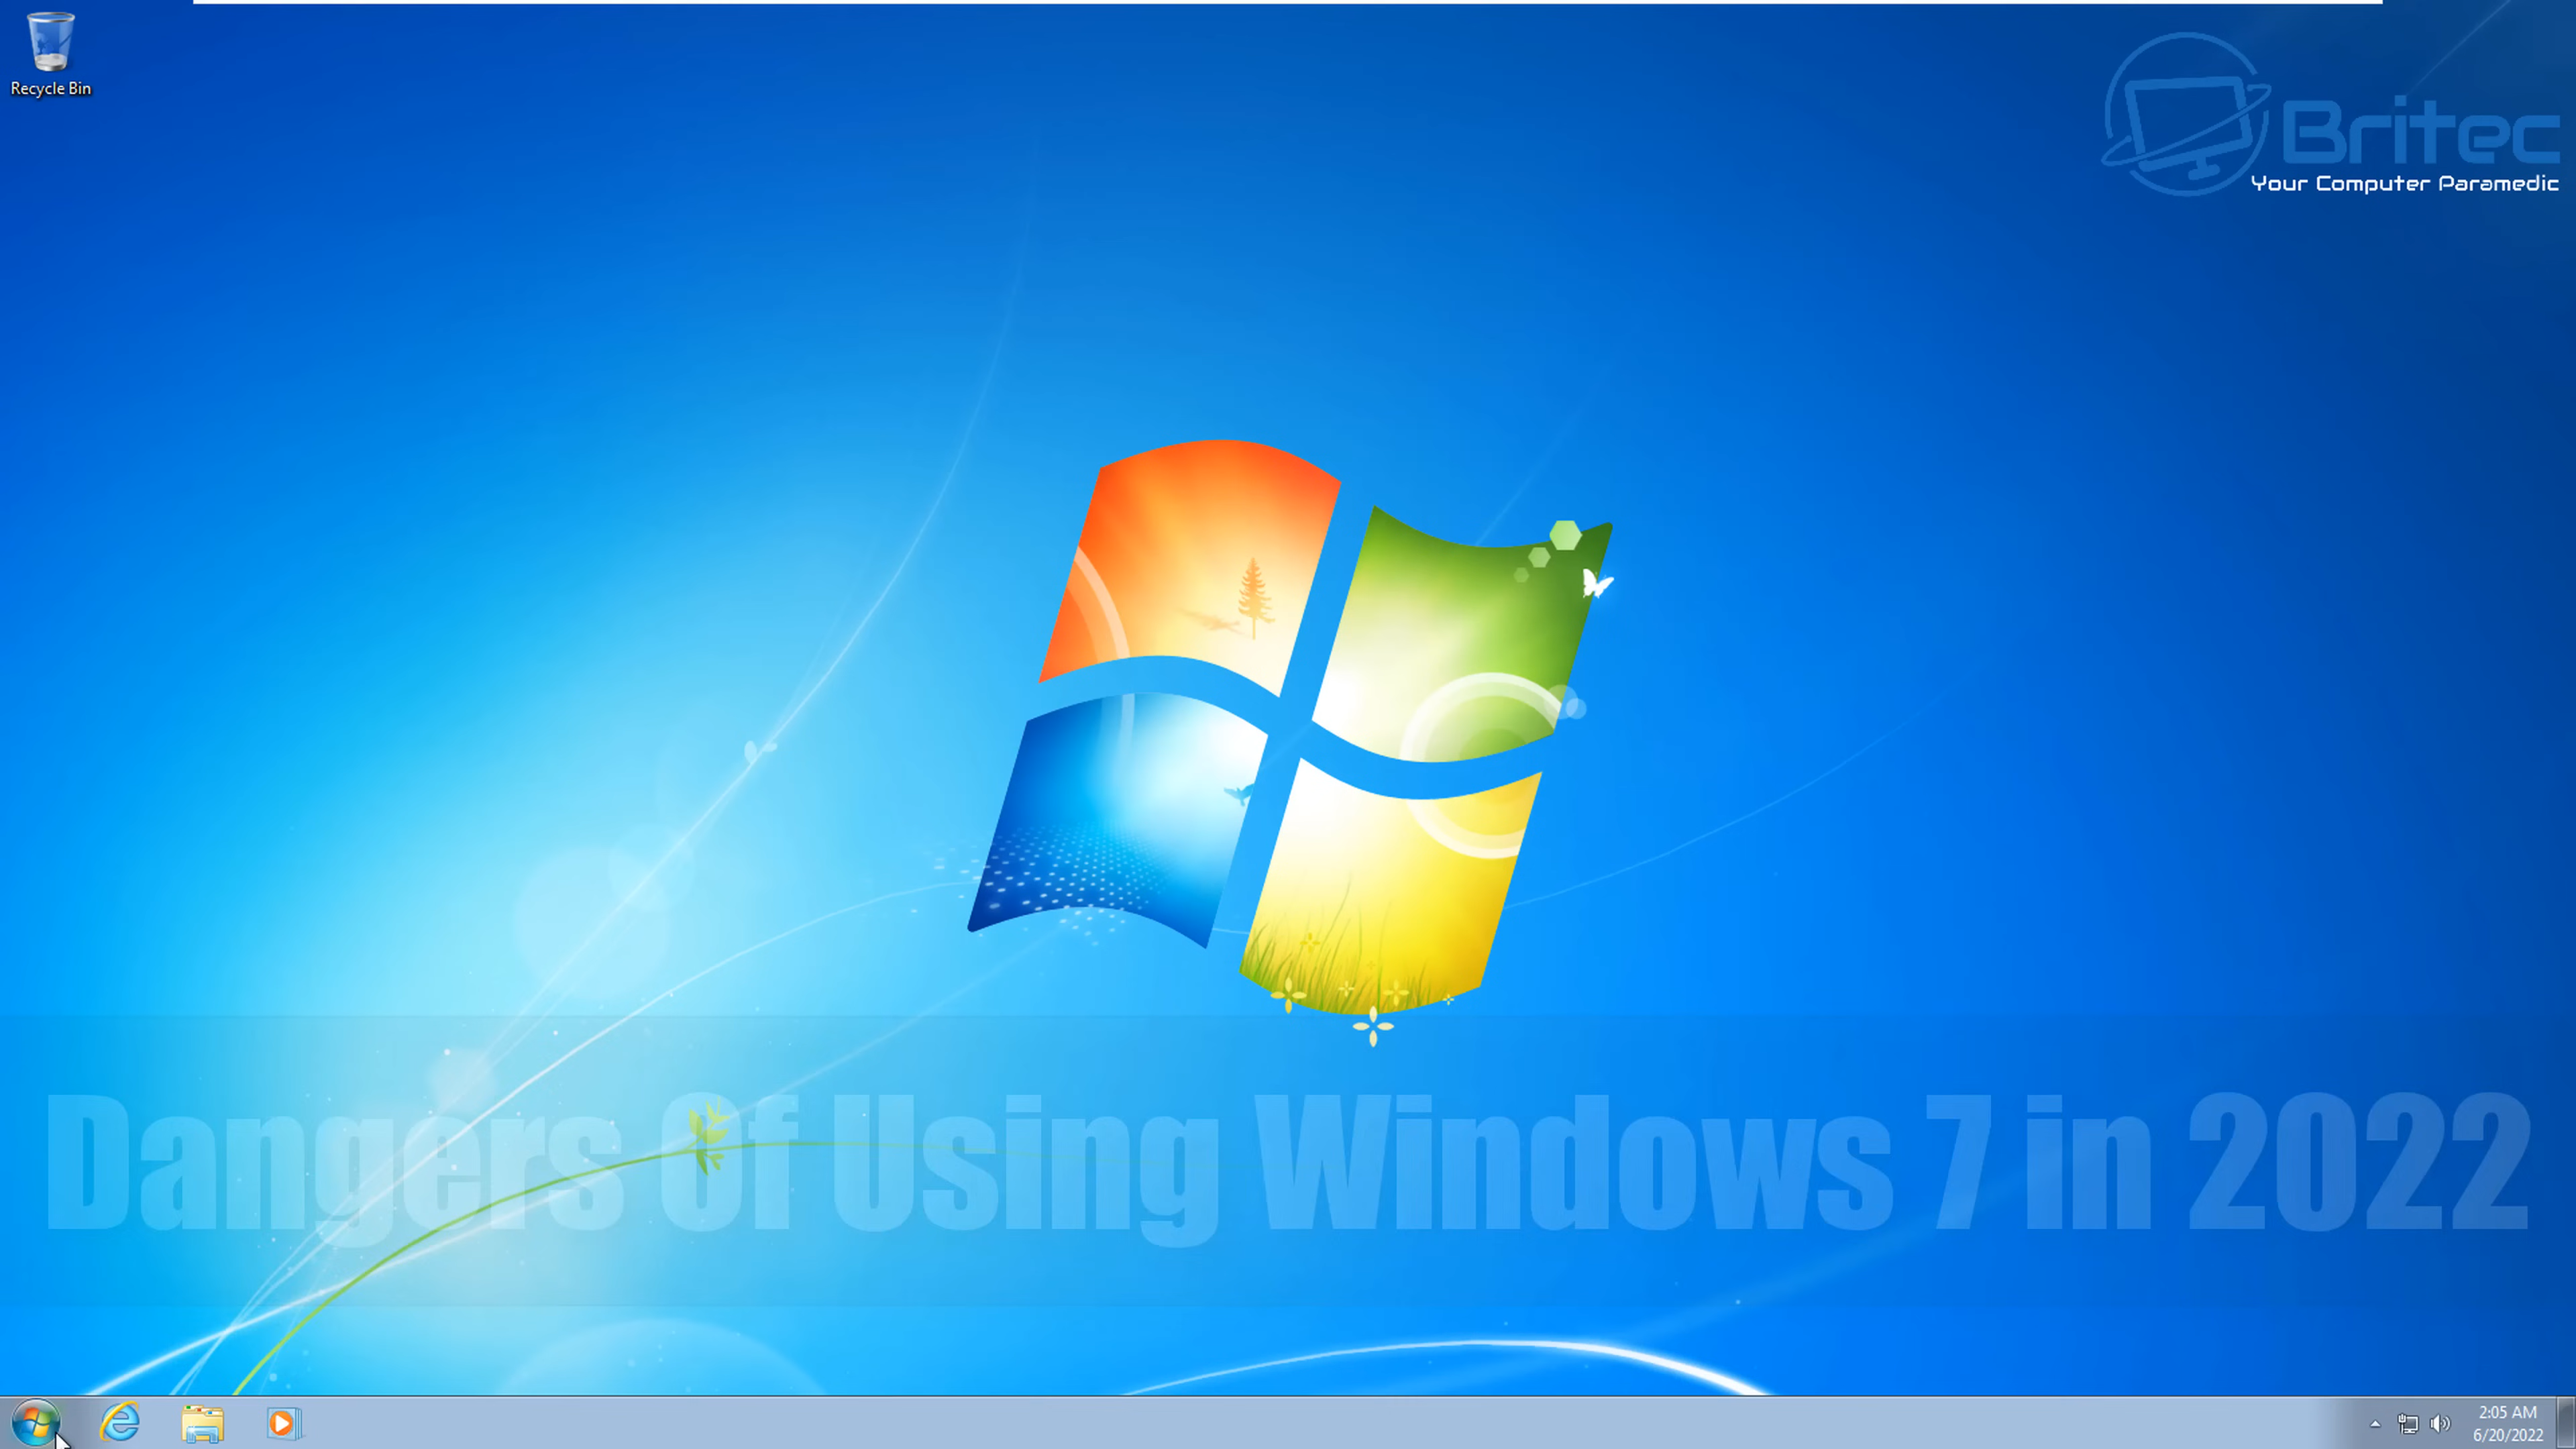 Recycle Bin
Britec
Your Computer Paramedic
Dangers Of Using Windows 7 in 2022
2:05 AM
6/20/2022